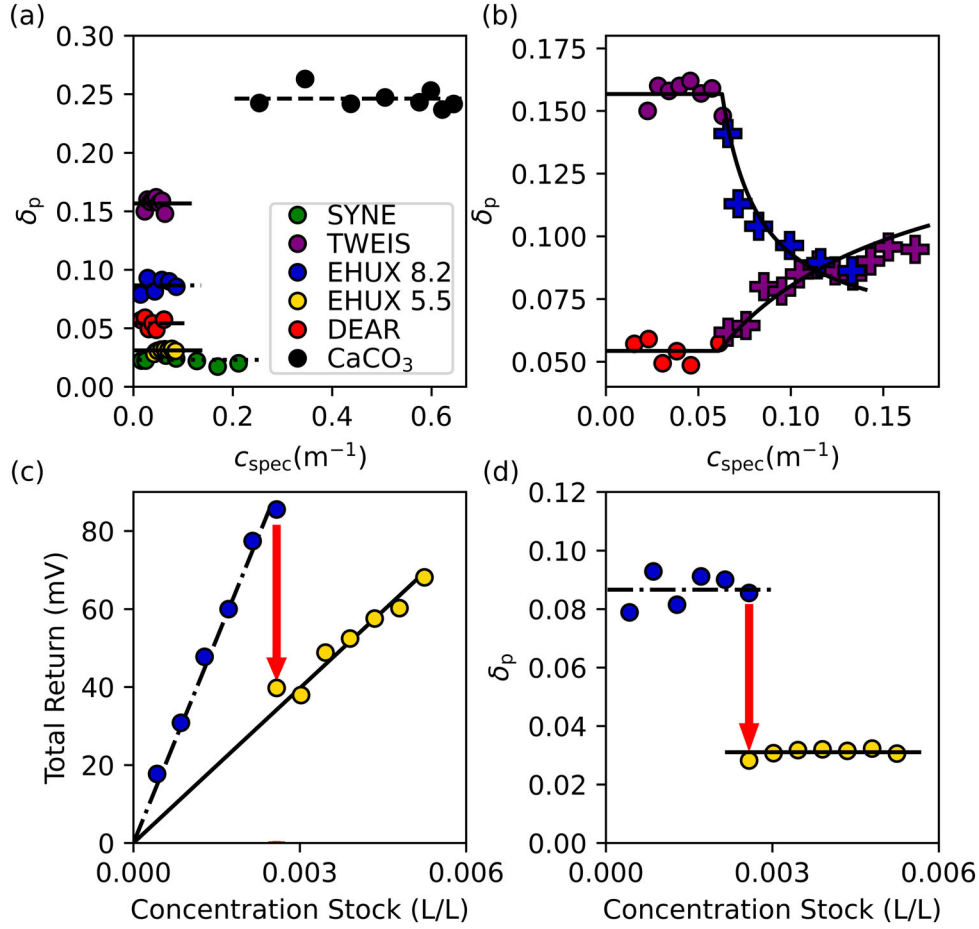 (a)
0.30
0.25
0.20
0.15
0.10
0.05
0.00
δp
0.0 0.2 0.4 0.6
cspec(m−1)
SYNE
TWEIS
EHUX 8.2
EHUX 5.5
DEAR
CaCO3
(b)
0.175
0.150
0.125
0.100
0.075
0.050
δp
0.00 0.05 0.10 0.15
cspec(m−1)
(c)
80
60
40
20
0
Total Return (mV)
0.000 0.003 0.006
Concentration Stock (L/L)
(d)
0.12
0.10
0.08
0.06
0.04
0.02
0.00
δp
0.000 0.003 0.006
Concentration Stock (L/L)